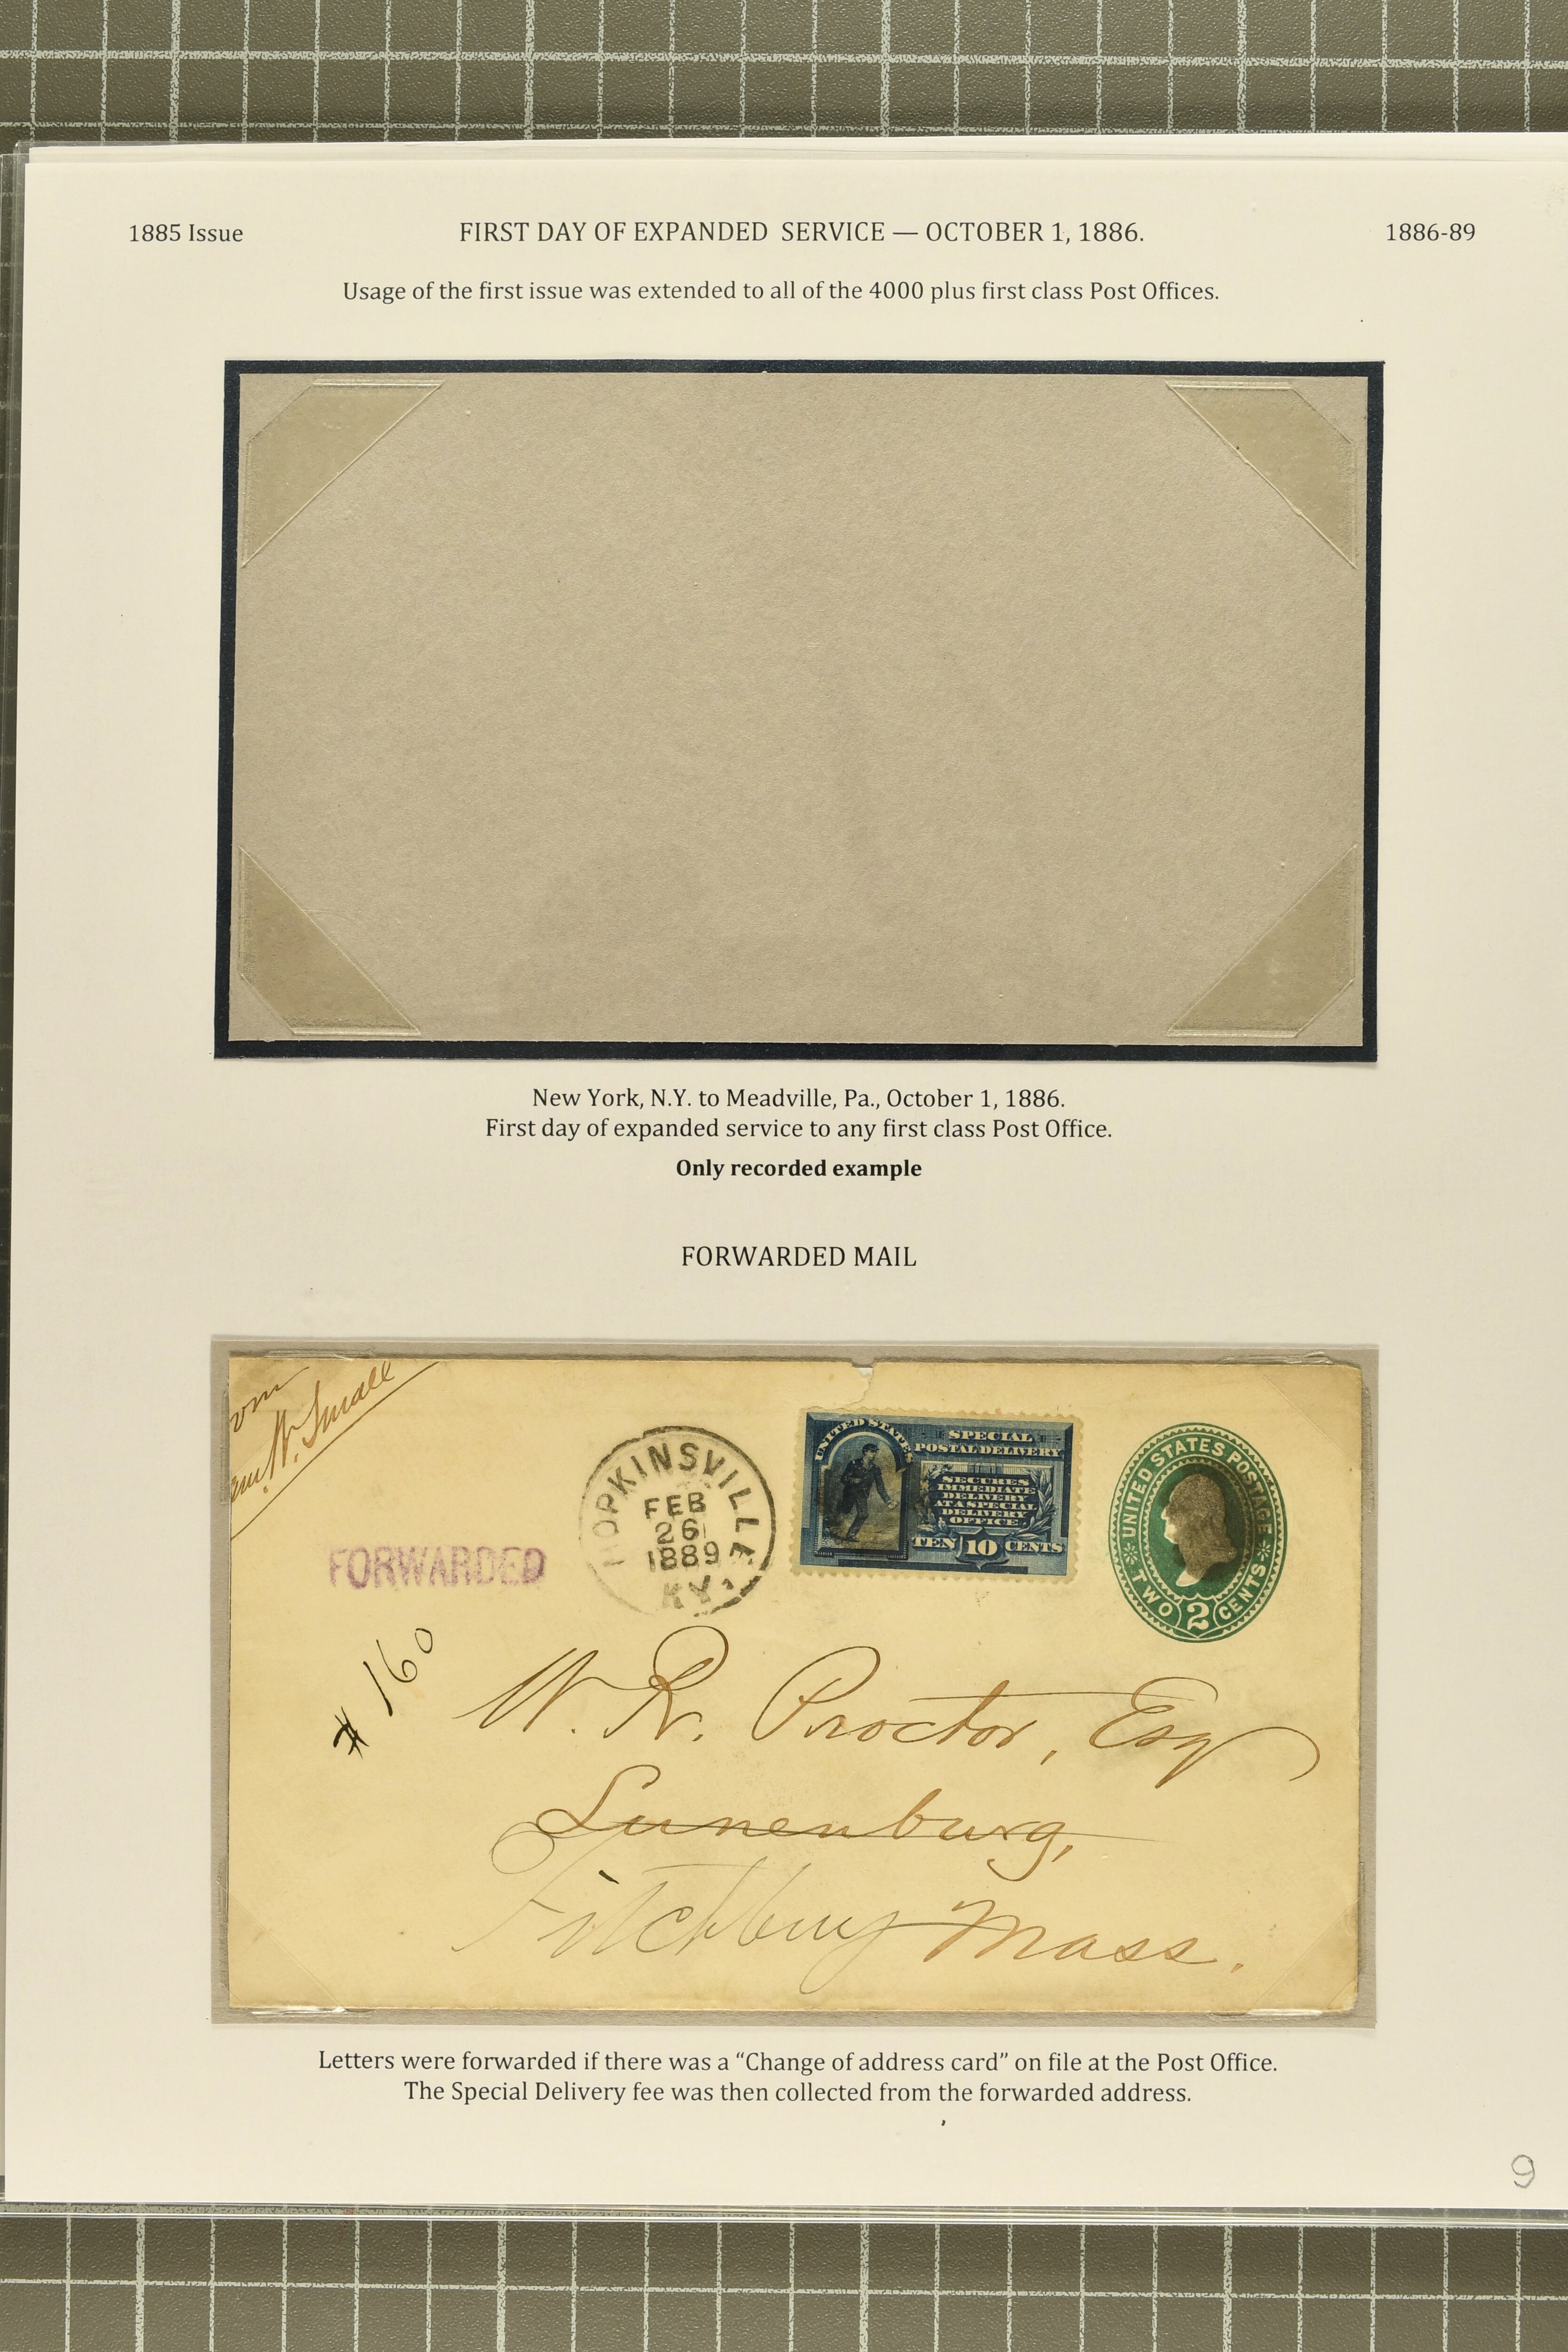 1885 Issue
FIRST DAY OF EXPANDED SERVICE — OCTOBER 1, 1886.
1886-89
Usage of the first issue was extended to all of the 4000 plus first class Post Offices.
New York, N.Y. to Meadville, Pa., October 1, 1886.
First day of expanded service to any first class Post Office.
Only recorded example
FORWARDED MAIL
W. Small
FORWARDED
HOPKINSVILLE
FEB
26
1889
KY.
UNITED STATES
SPECIAL
POSTAL DELIVERY
SECURES
IMMEDIATE
DELIVERY
AT A SPECIAL
DELIVERY
OFFICE.
TEN 10 CENTS
UNITED STATES POSTAGE
TWO 2 CENTS
# 160
W. R. Proctor, Esq
Lunenburg,
Fitchburg Mass.
Letters were forwarded if there was a “Change of address card” on file at the Post Office.
The Special Delivery fee was then collected from the forwarded address.
9